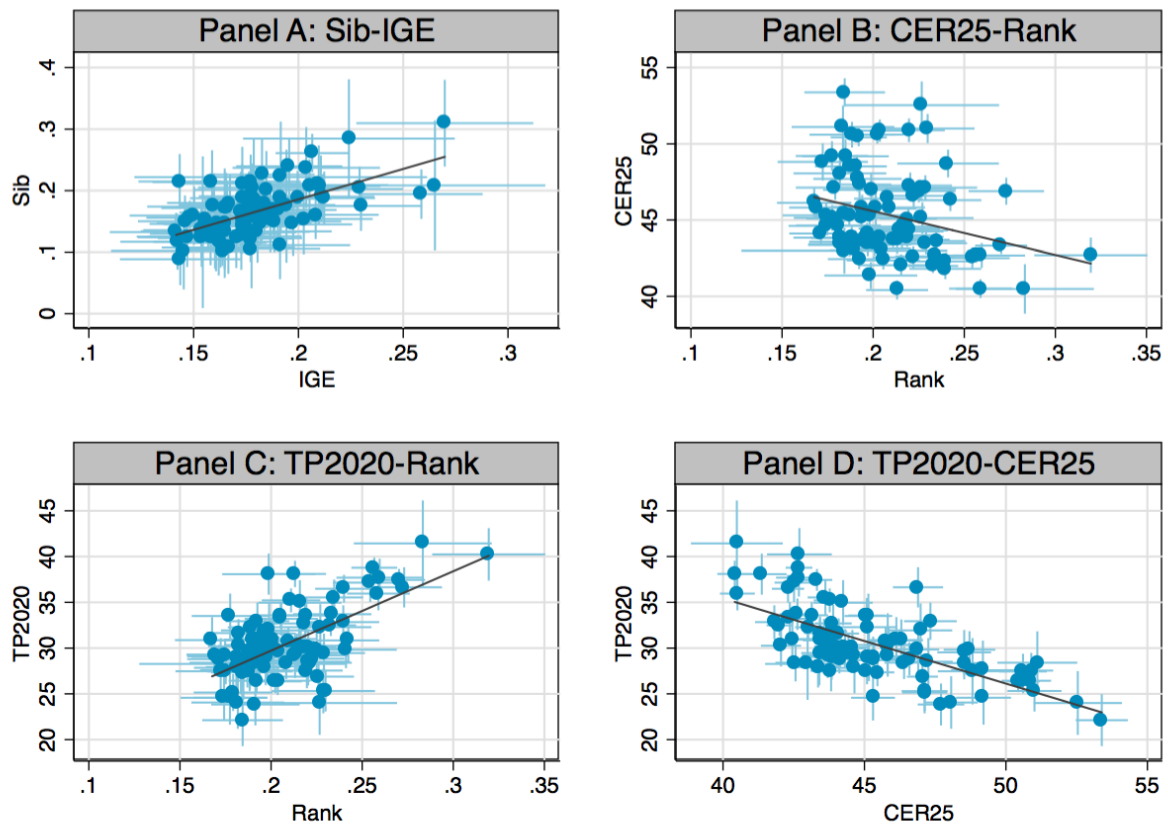 Panel A: Sib-IGE
Sib
.4
.3
.2
.1
0
.1 .15 .2 .25 .3
IGE
Panel B: CER25-Rank
CER25
55
50
45
40
.1 .15 .2 .25 .3 .35
Rank
Panel C: TP2020-Rank
TP2020
45
40
35
30
25
20
.1 .15 .2 .25 .3 .35
Rank
Panel D: TP2020-CER25
TP2020
45
40
35
30
25
20
40 45 50 55
CER25